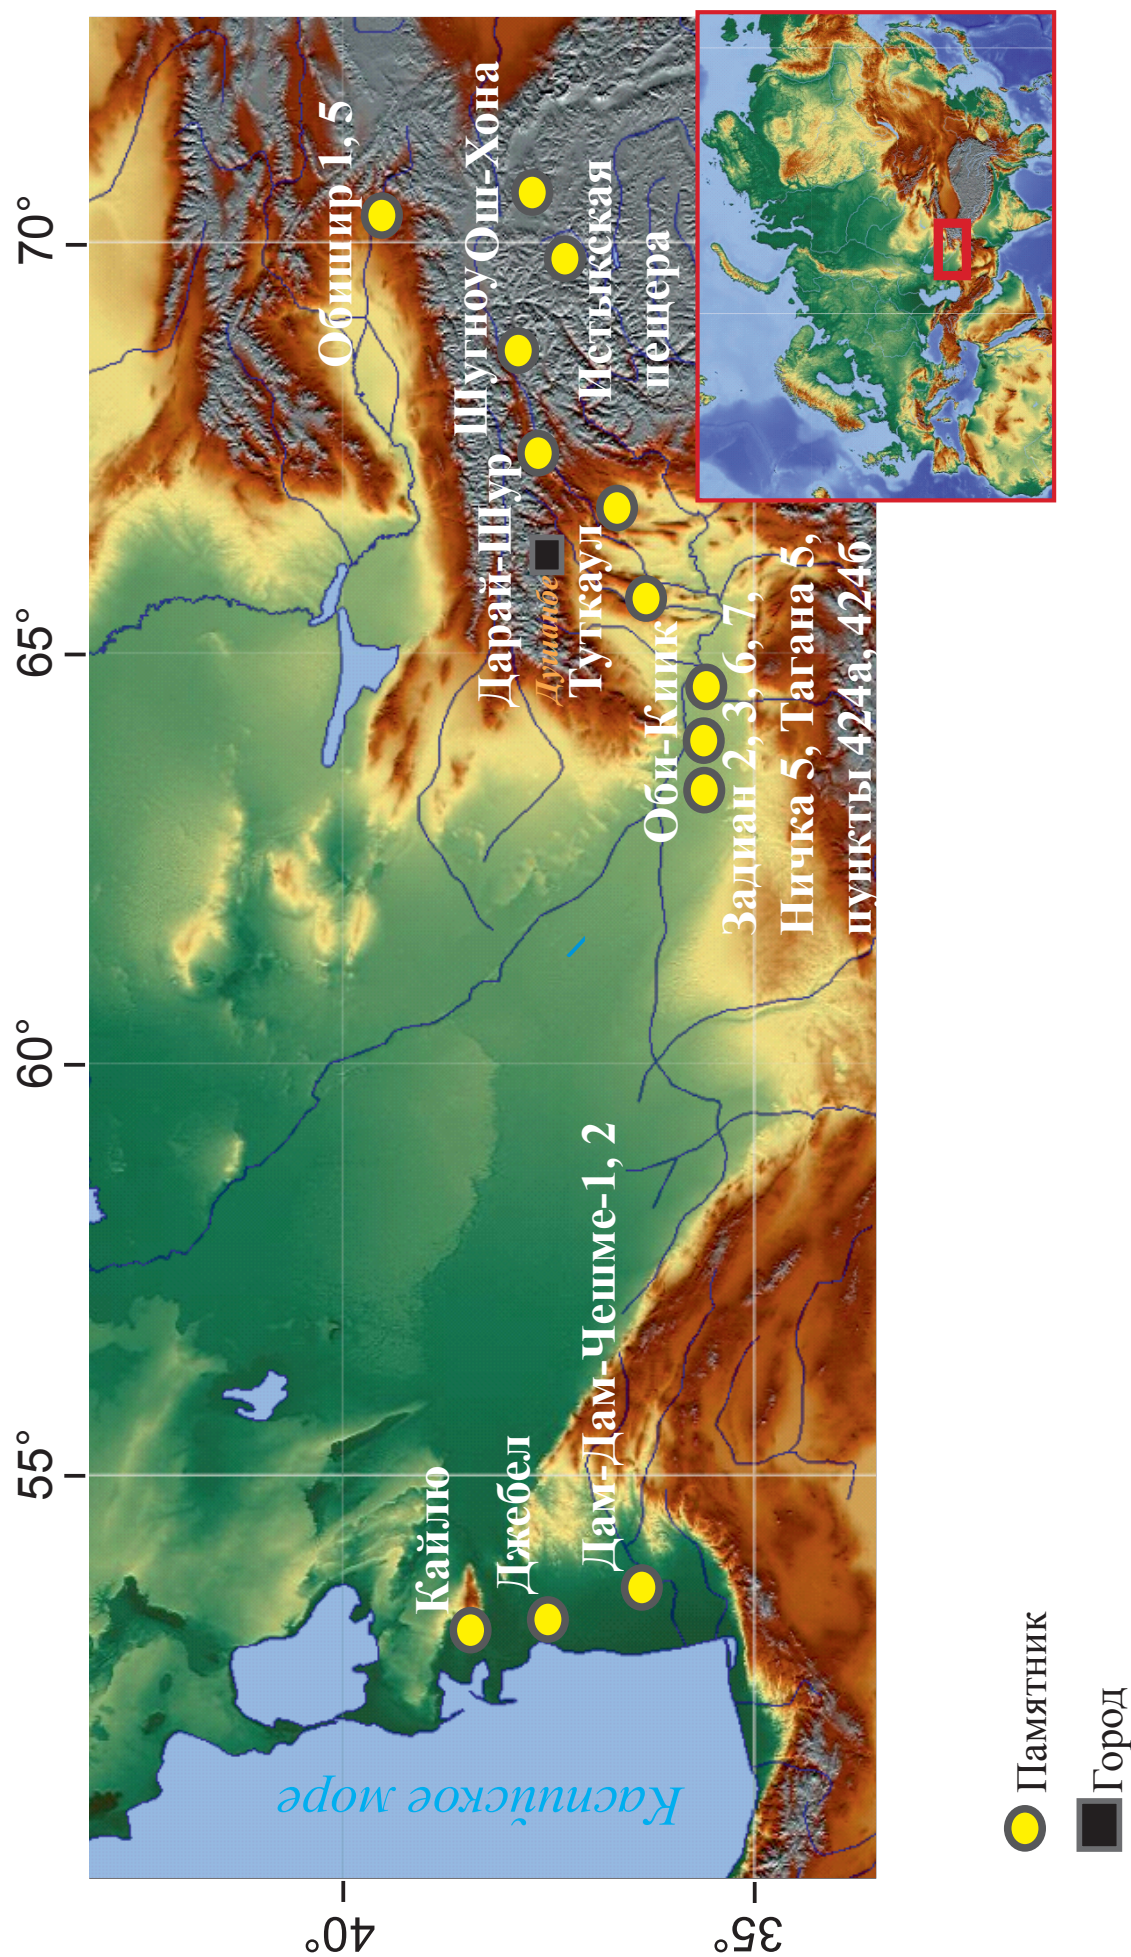 55°
60°
65°
70°
40°
35°
Обишир 1, 5
Кайлю
Шугноу
Ош-Хона
Джебел
Дарай-Шур
Душанбе
Туткаул
Истыкская
пещера
Дам-Дам-Чешме-1, 2
Оби-Киик
Задиан 2, 3, 6, 7,
Ничка 5, Тагана 5,
пункты 424а, 424б
Каспийское море
Памятник
Город